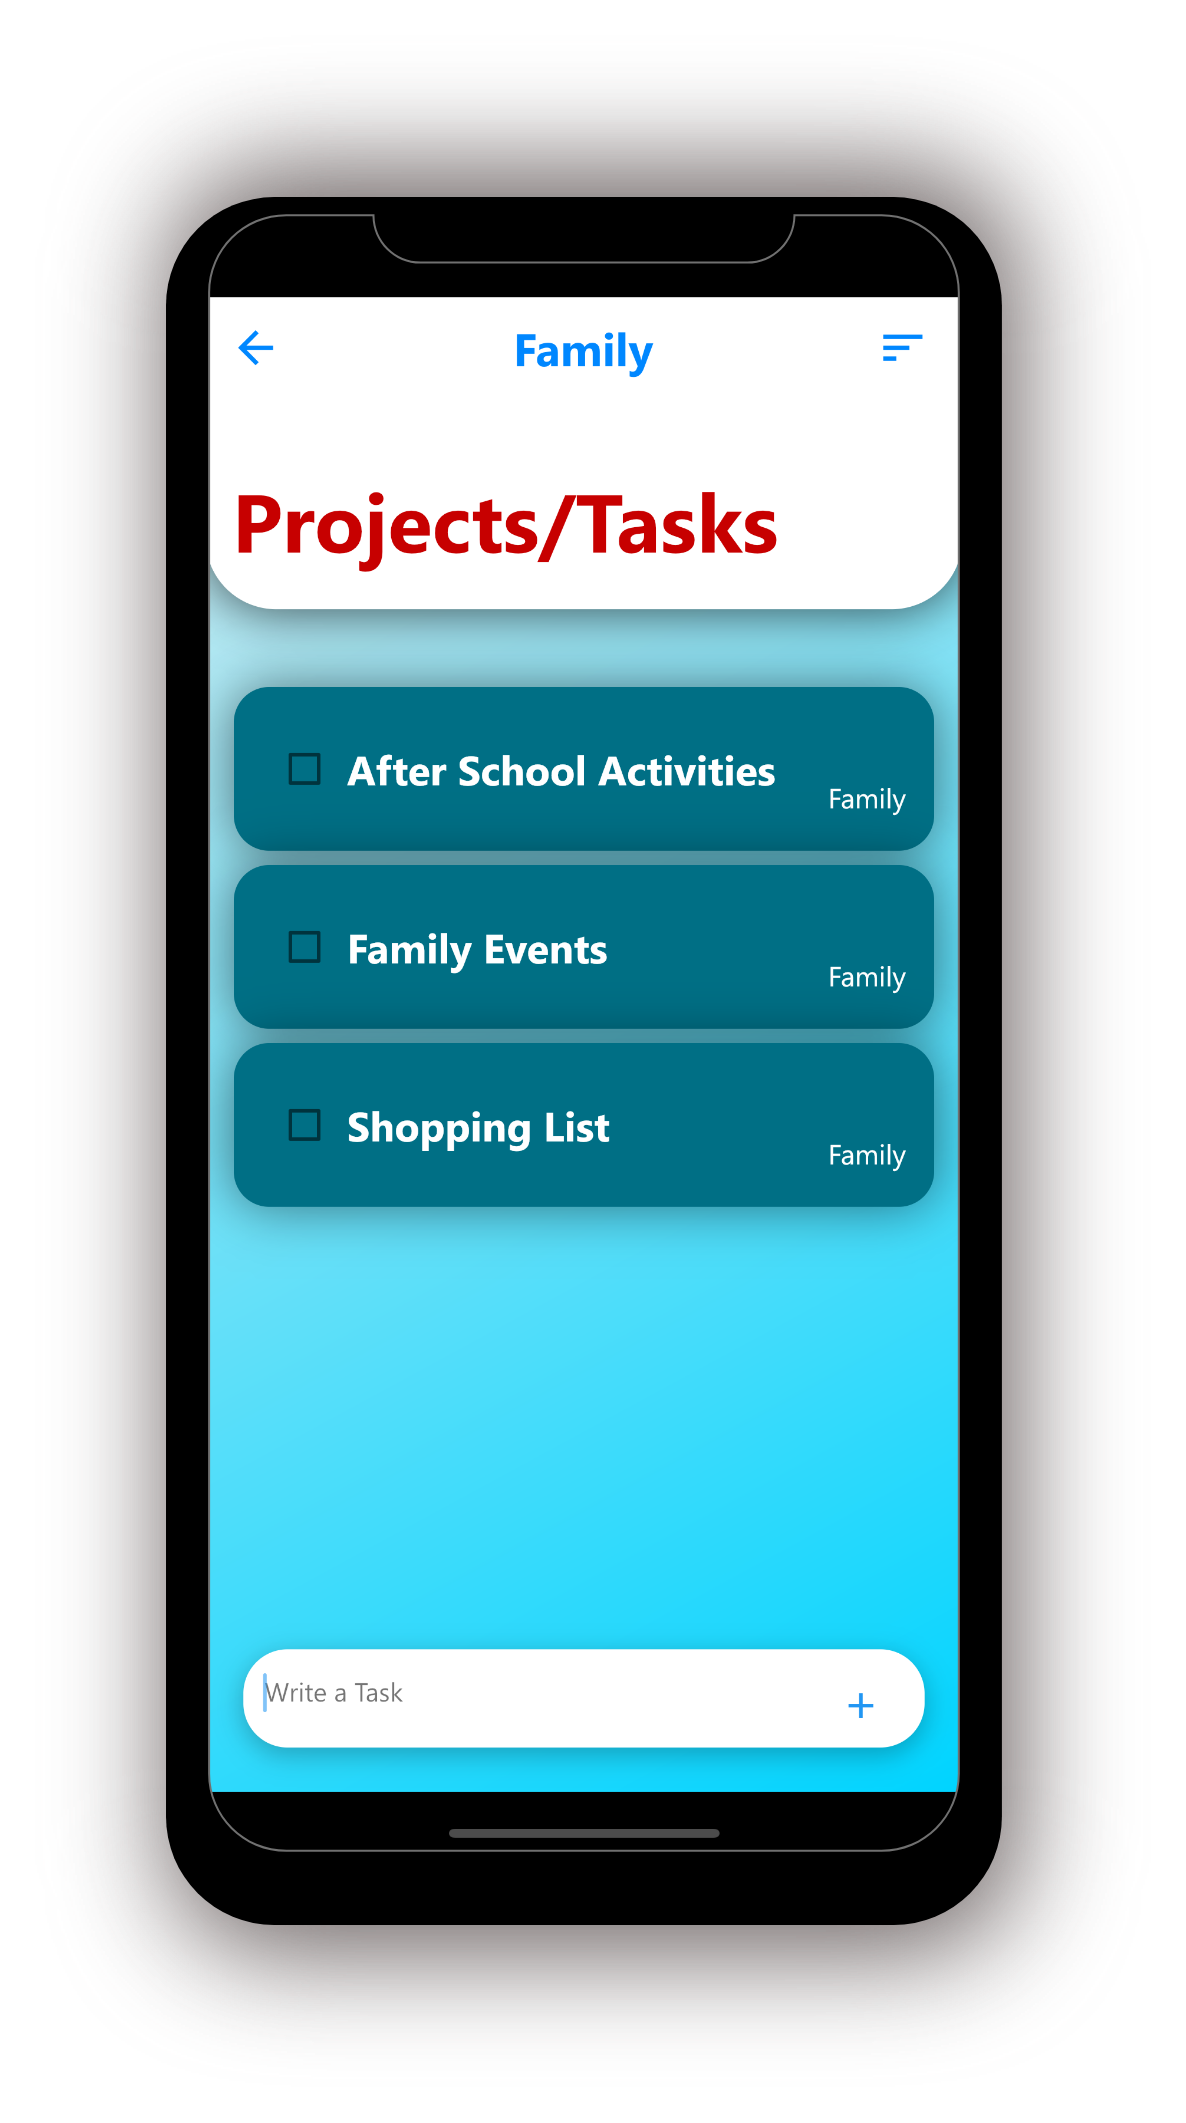 Family
Projects/Tasks
After School Activities
Family
Family Events
Family
Shopping List
Family
Write a Task